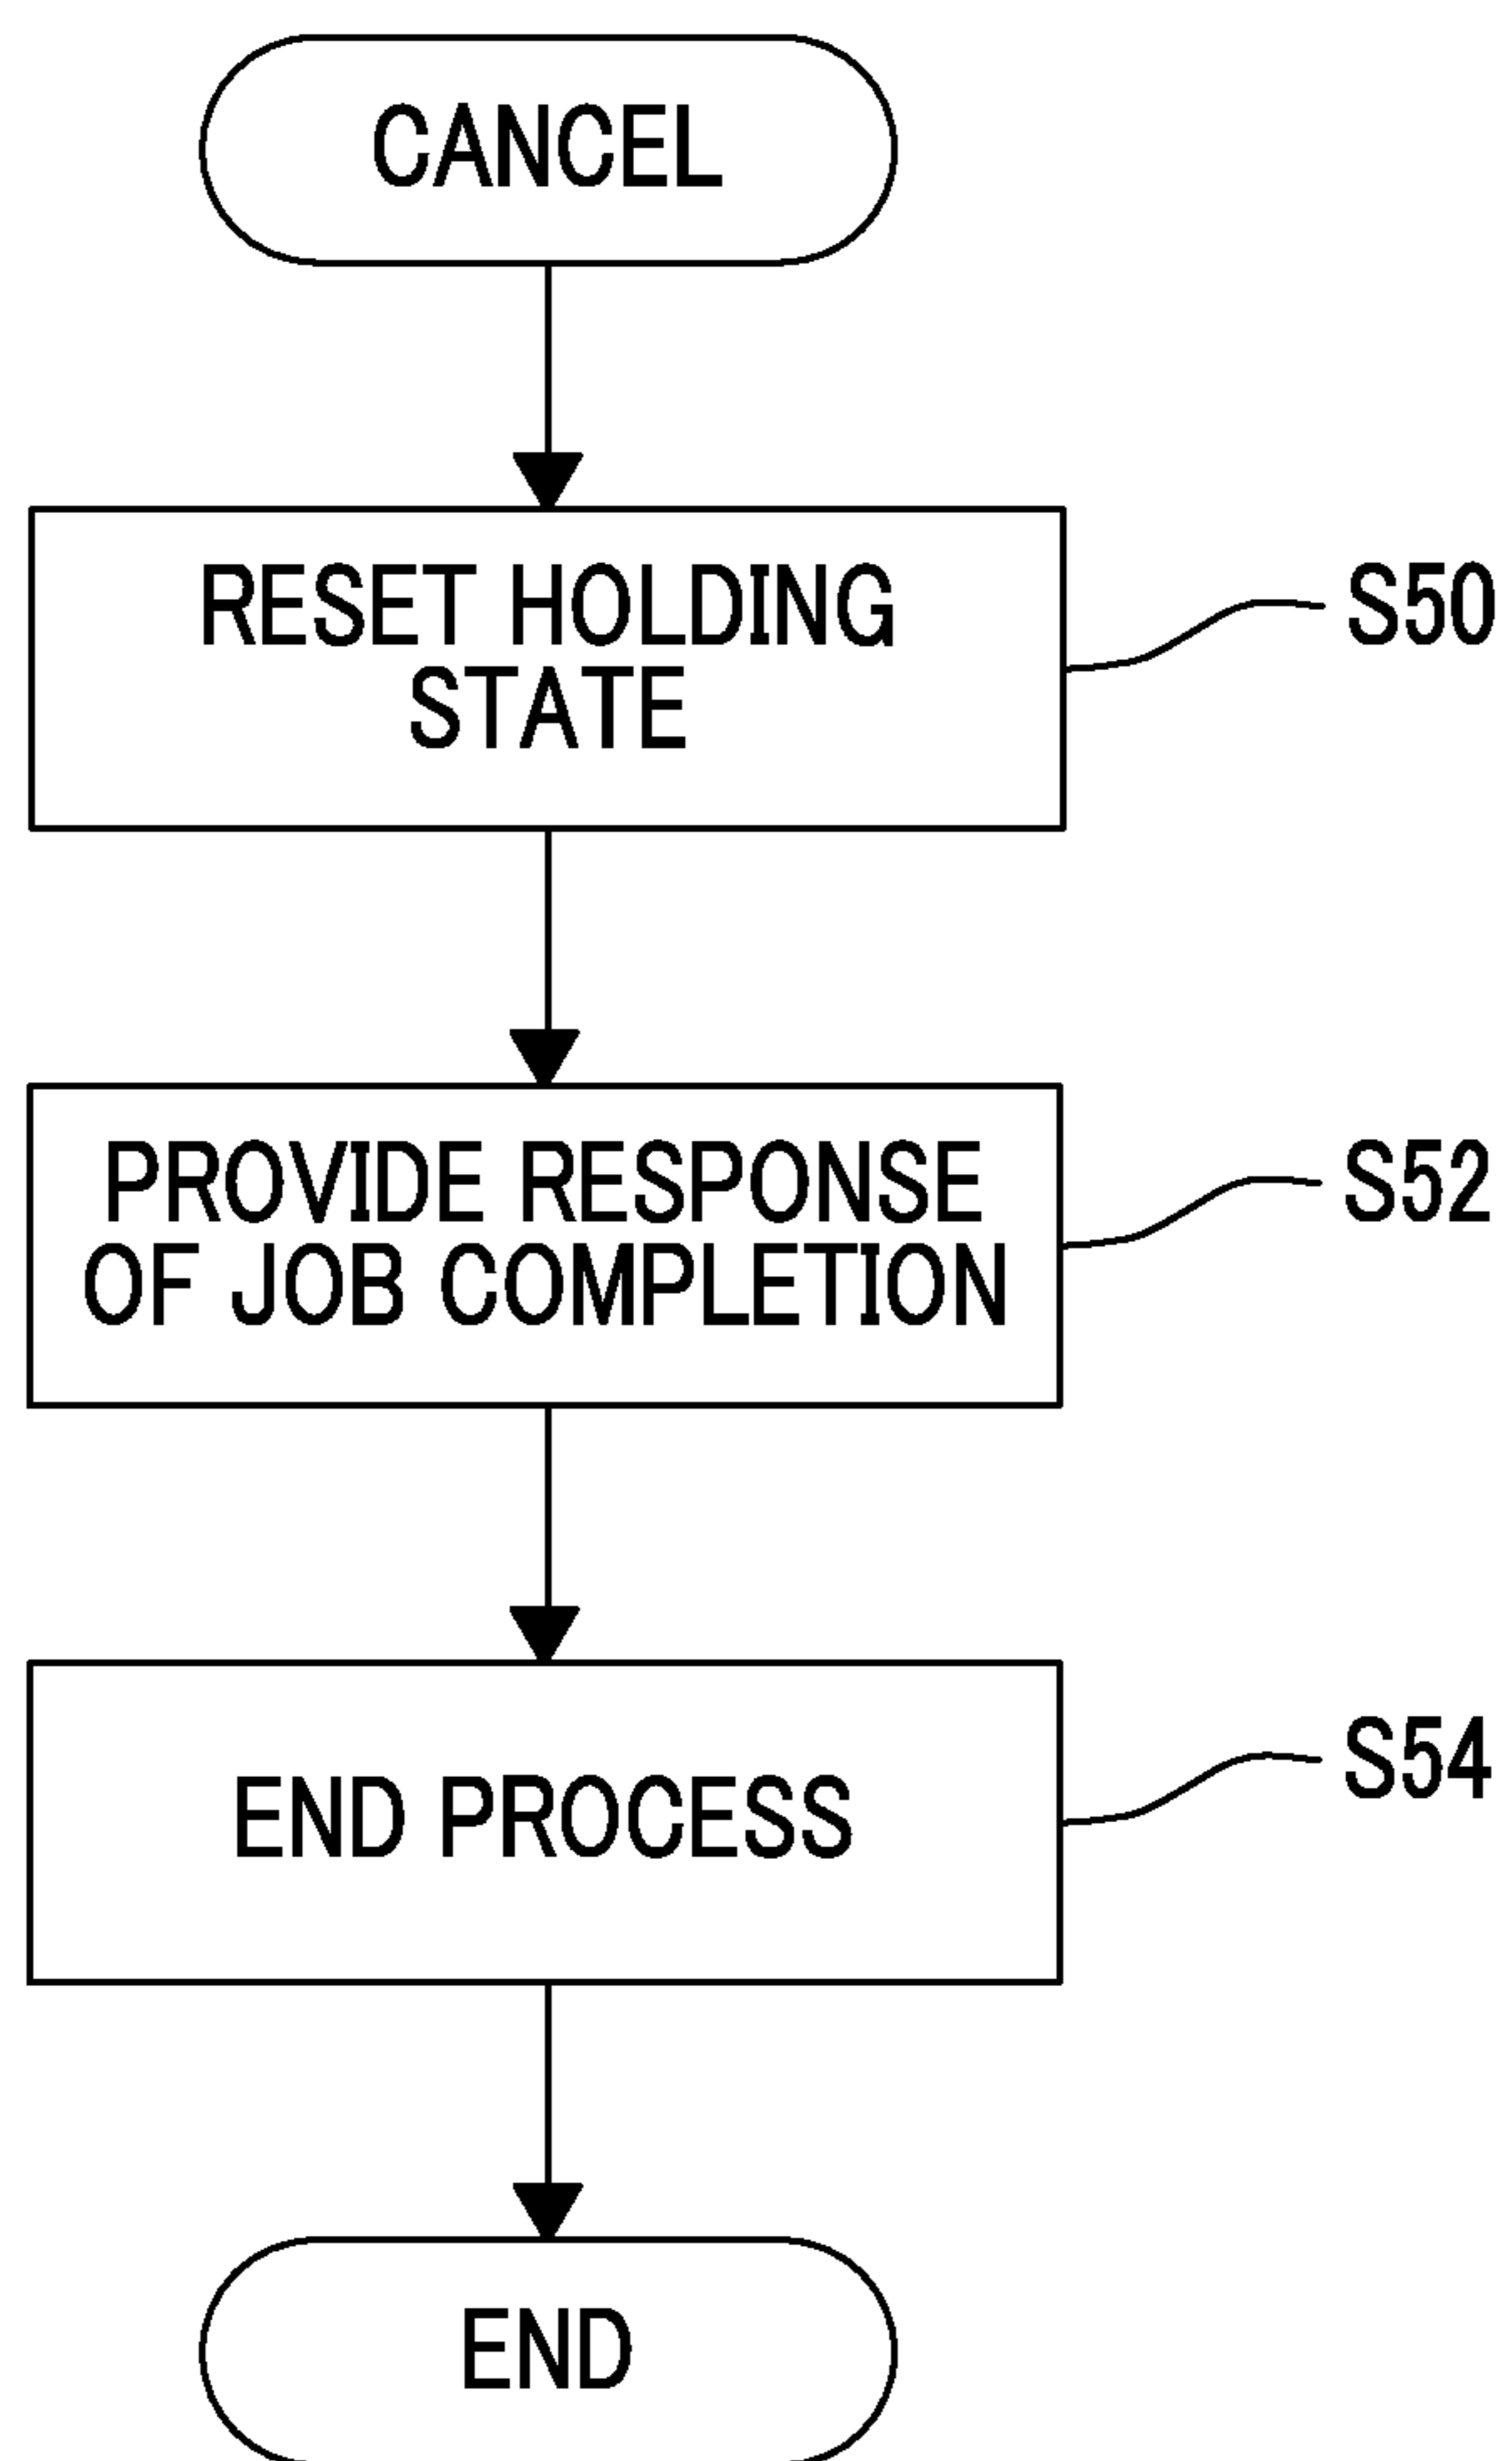 CANCEL
RESET HOLDING
STATE
S50
PROVIDE RESPONSE
OF JOB COMPLETION
S52
END PROCESS
S54
END